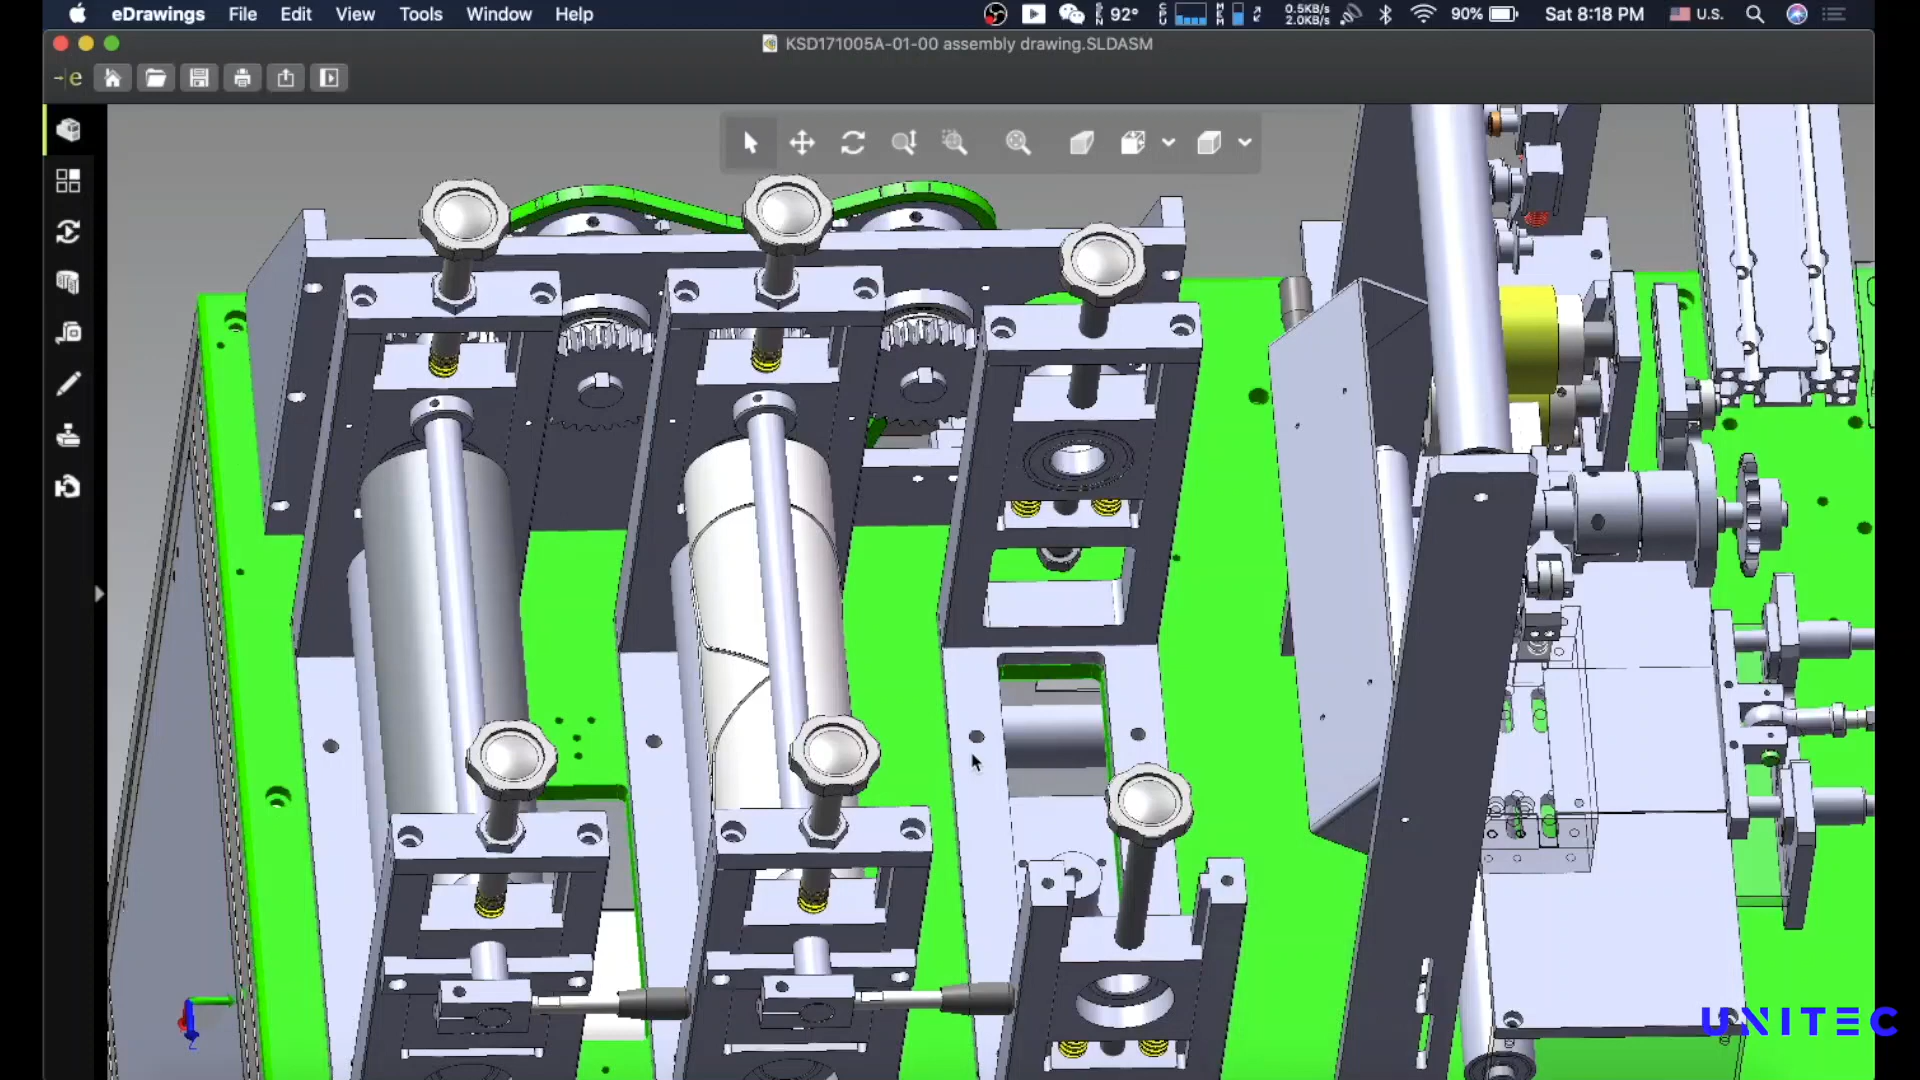 eDrawings File Edit View Tools Window Help
92°
0.5KB/s
2.0KB/s
90%
Sat 8:18 PM
U.S.
KSD171005A-01-00 assembly drawing.SLDASM
e
UNITEC